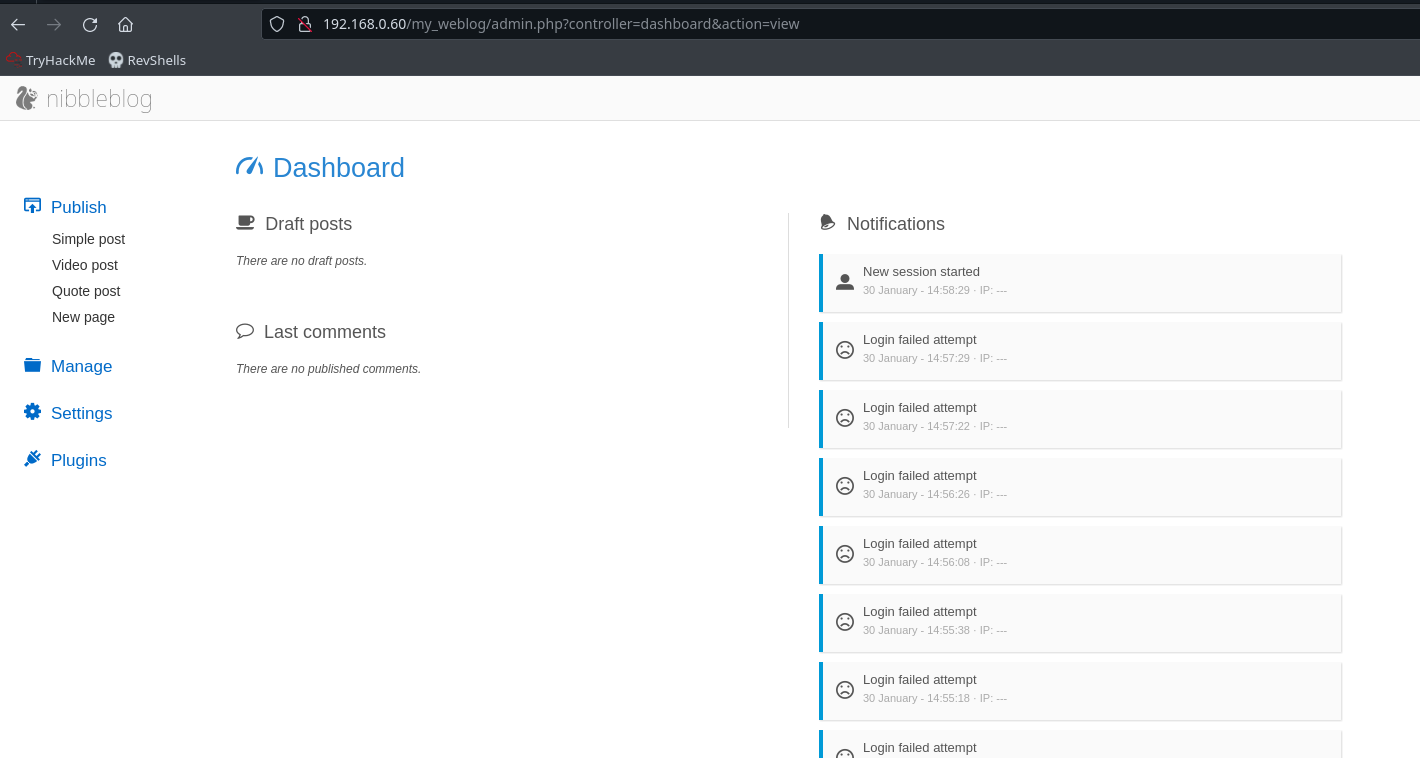 192.168.0.60/my_weblog/admin.php?controller=dashboard&action=view
TryHackMe RevShells
nibbleblog
Dashboard
Publish
Simple post
Video post
Quote post
New page
Manage
Settings
Plugins
Draft posts
There are no draft posts.
Last comments
There are no published comments.
Notifications
New session started
30 January - 14:58:29 · IP: ---
Login failed attempt
30 January - 14:57:29 · IP: ---
Login failed attempt
30 January - 14:57:22 · IP: ---
Login failed attempt
30 January - 14:56:26 · IP: ---
Login failed attempt
30 January - 14:56:08 · IP: ---
Login failed attempt
30 January - 14:55:38 · IP: ---
Login failed attempt
30 January - 14:55:18 · IP: ---
Login failed attempt